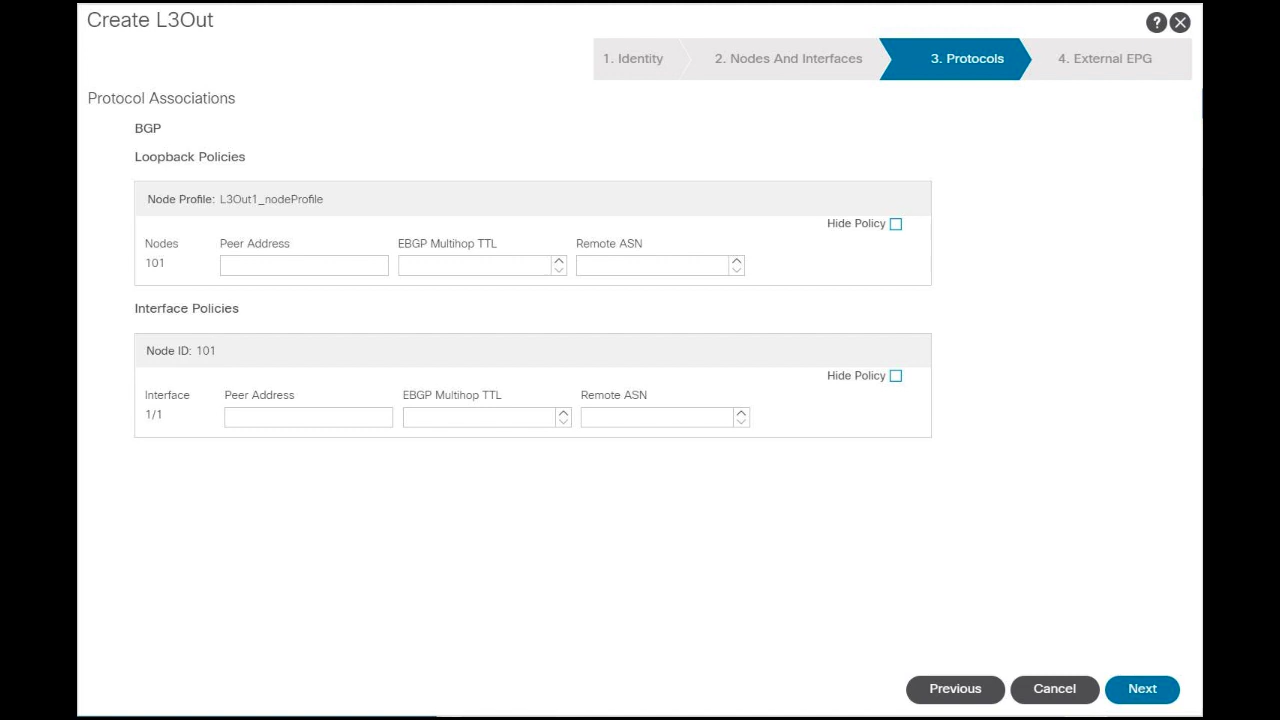 Create L3Out
?
1. Identity
2. Nodes And Interfaces
3. Protocols
4. External EPG
Protocol Associations
BGP
Loopback Policies
Node Profile: L3Out1_nodeProfile
Hide Policy
Nodes Peer Address EBGP Multihop TTL Remote ASN
101
Interface Policies
Node ID: 101
Hide Policy
Interface Peer Address EBGP Multihop TTL Remote ASN
1/1
Previous Cancel Next